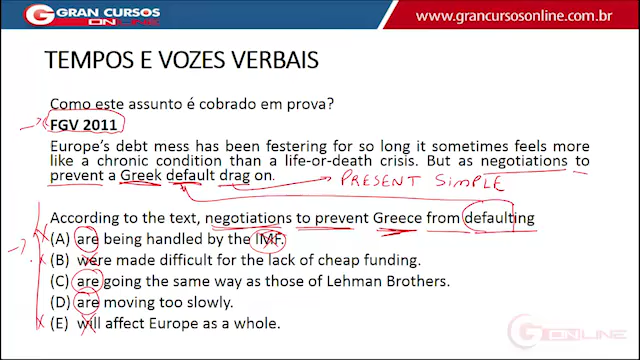 GRAN CURSOS
ONLINE
www.grancursosonline.com.br
TEMPOS E VOZES VERBAIS
Como este assunto é cobrado em prova?
FGV 2011
Europe's debt mess has been festering for so long it sometimes feels more
like a chronic condition than a life-or-death crisis. But as negotiations to
prevent a Greek default drag on.
PRESENT SIMPLE
According to the text, negotiations to prevent Greece from defaulting
(A) are being handled by the IMF.
(B) were made difficult for the lack of cheap funding.
(C) are going the same way as those of Lehman Brothers.
(D) are moving too slowly.
(E) will affect Europe as a whole.
GONLINE